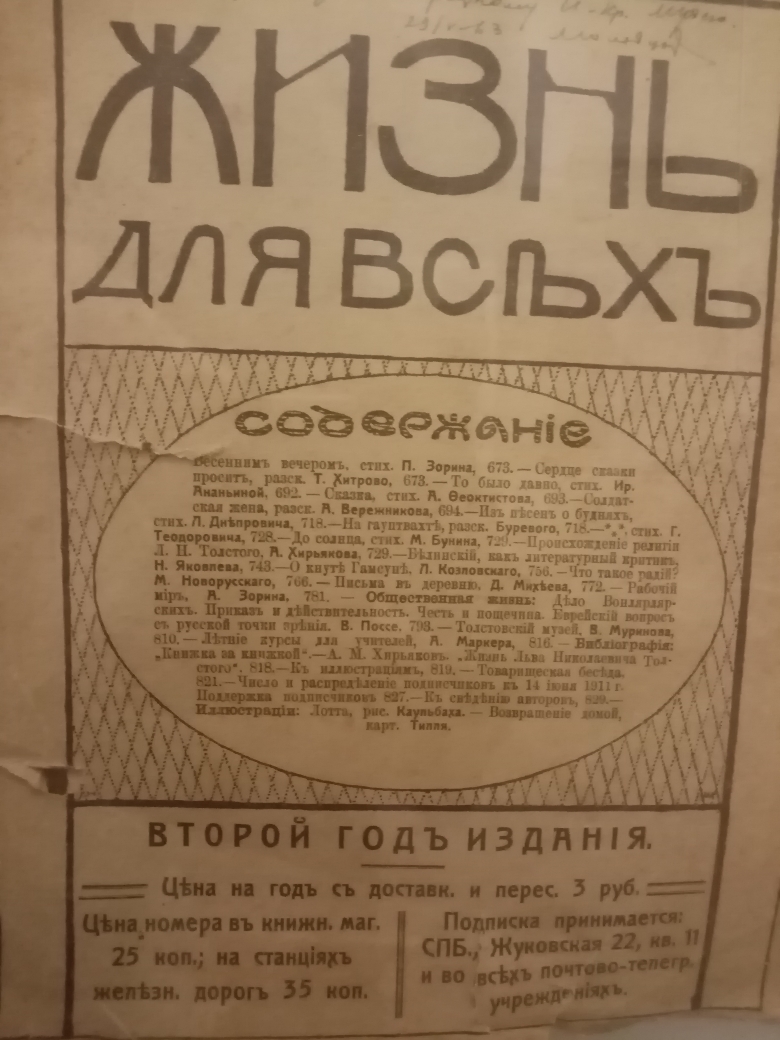 29/V-63
ЖИЗНЬ
ДЛЯ ВСѢХЪ
СОДЕРЖАНІЕ
Весеннимъ вечеромъ, стих. П. Зорина, 673. — Сердце сказки
проситъ, разск. Т. Хитрово, 673. — То было давно, стих. Ир.
Ананьиной, 692. — Сказка, стих. А. Ѳеоктистова, 693.—Солдат-
ская жена, разск. А. Вережникова, 694.—Изъ пѣсенъ о будняхъ,
стих. Л. Днѣпровича, 718.—На гауптвахтѣ, разск. Буревого, 718.—*⁎*, стих. Г.
Теодоровича, 728.—До солнца, стих. М. Бунина, 729.—Происхожденіе религіи
Л. Н. Толстого, А. Хирьякова, 729.—Бѣлинскій, какъ литературный критикъ,
Н. Яковлева, 743.—О кнутѣ Гамсунѣ, Л. Козловскаго, 756.—Что такое радій?
М. Новорусскаго, 766. — Письма въ деревню, Д. Михѣева, 772. — Рабочій
міръ, А. Зорина, 781. — Общественная жизнь: Дѣло Вонлярляр-
скихъ. Приказъ и дѣйствительность. Честь и пощечина. Еврейскій вопросъ
съ русской точки зрѣнія. В. Поссе. 793.—Толстовскій музей, В. Муринова,
810.—Лѣтніе курсы для учителей, А. Маркера, 816. — Библіографія:
„Книжка за книжкой“.—А. М. Хирьяковъ. „Жизнь Льва Николаевича Тол-
стого“. 818.—Къ иллюстраціямъ, 819. — Товарищеская бесѣда.
821.—Число и распредѣленіе подписчиковъ къ 14 іюня 1911 г.
Поддержка подписчиковъ 827.—Къ свѣдѣнію авторовъ, 829.—
Иллюстраціи: Лотта, рис. Каульбаха. — Возвращеніе домой,
карт. Тилля.
ВТОРОЙ ГОДЪ ИЗДАНІЯ.
Цѣна на годъ съ доставк. и перес. 3 руб.
Цѣна номера въ книжн. маг.
25 коп.; на станціяхъ
желѣзн. дорогъ 35 коп.
Подписка принимается:
СПБ., Жуковская 22, кв. 11
и во всѣхъ почтово-телегр.
учрежденіяхъ.